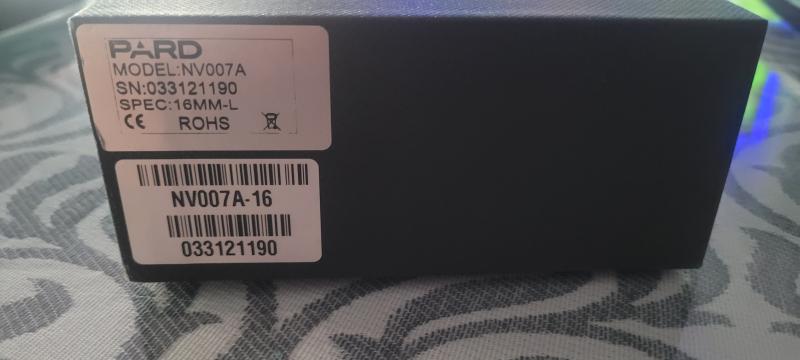 PARD
MODEL:NV007A
SN:033121190
SPEC:16MM-L
CE ROHS
NV007A-16
033121190